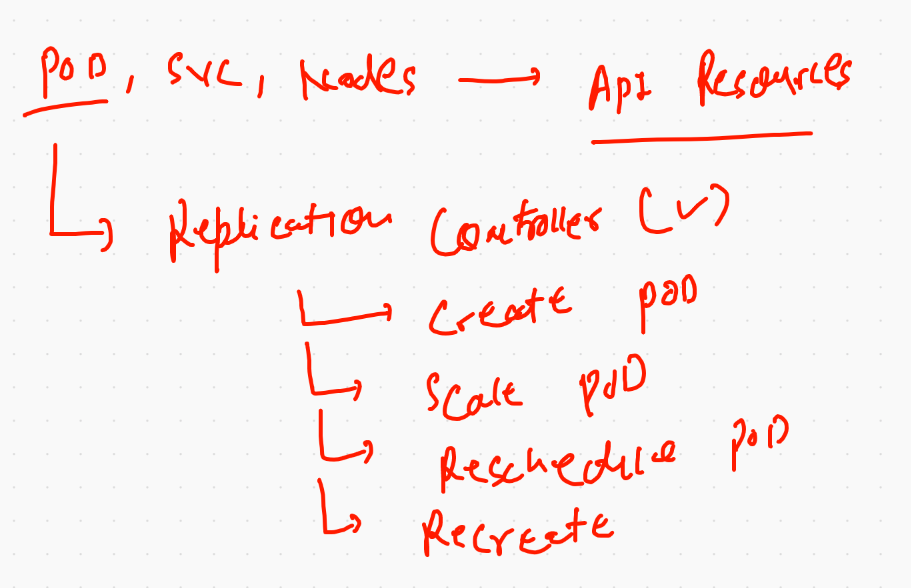 POD, SVC, Nodes → Api Resources
↳ Replication Controller (✓)
↳ Create POD
↳ Scale POD
↳ Reschedule POD
↳ Recreate